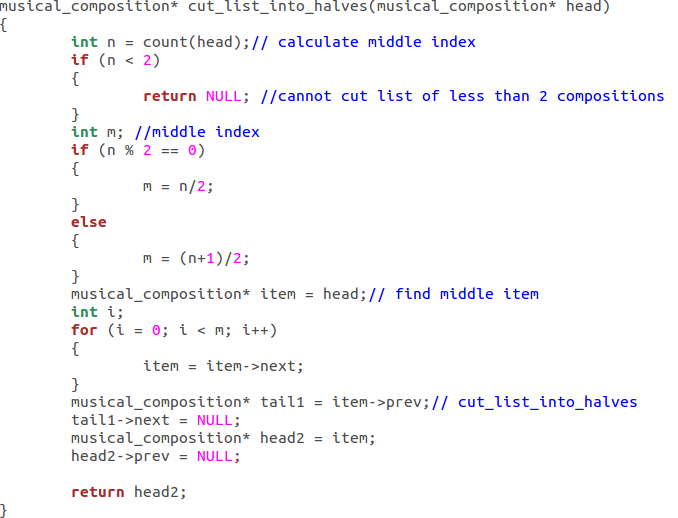 musical_composition* cut_list_into_halves(musical_composition* head)
{
        int n = count(head);// calculate middle index
        if (n < 2)
        {
                return NULL; //cannot cut list of less than 2 compositions
        }
        int m; //middle index
        if (n % 2 == 0)
        {
                m = n/2;
        }
        else
        {
                m = (n+1)/2;
        }
        musical_composition* item = head;// find middle item
        int i;
        for (i = 0; i < m; i++)
        {
                item = item->next;
        }
        musical_composition* tail1 = item->prev;// cut_list_into_halves
        tail1->next = NULL;
        musical_composition* head2 = item;
        head2->prev = NULL;

        return head2;
}